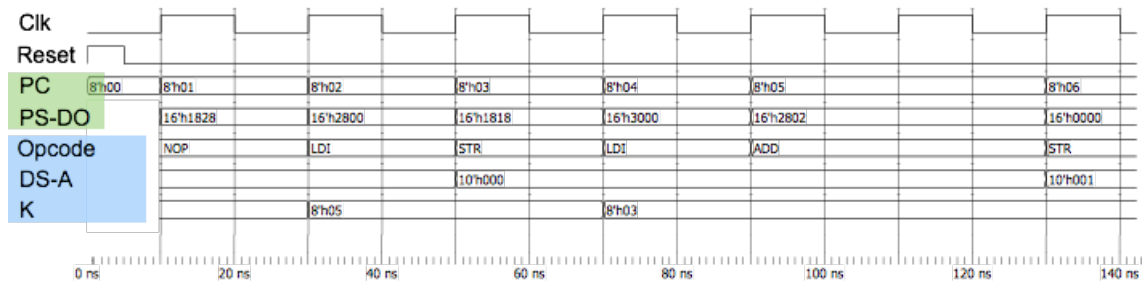 Clk
Reset
PC 8'h00 8'h01 8'h02 8'h03 8'h04 8'h05 8'h06
PS-DO 16'h1828 16'h2800 16'h1818 16'h3000 16'h2802 16'h0000
Opcode NOP LDI STR LDI ADD STR
DS-A 10'h000 10'h001
K 8'h05 8'h03
0 ns 20 ns 40 ns 60 ns 80 ns 100 ns 120 ns 140 ns